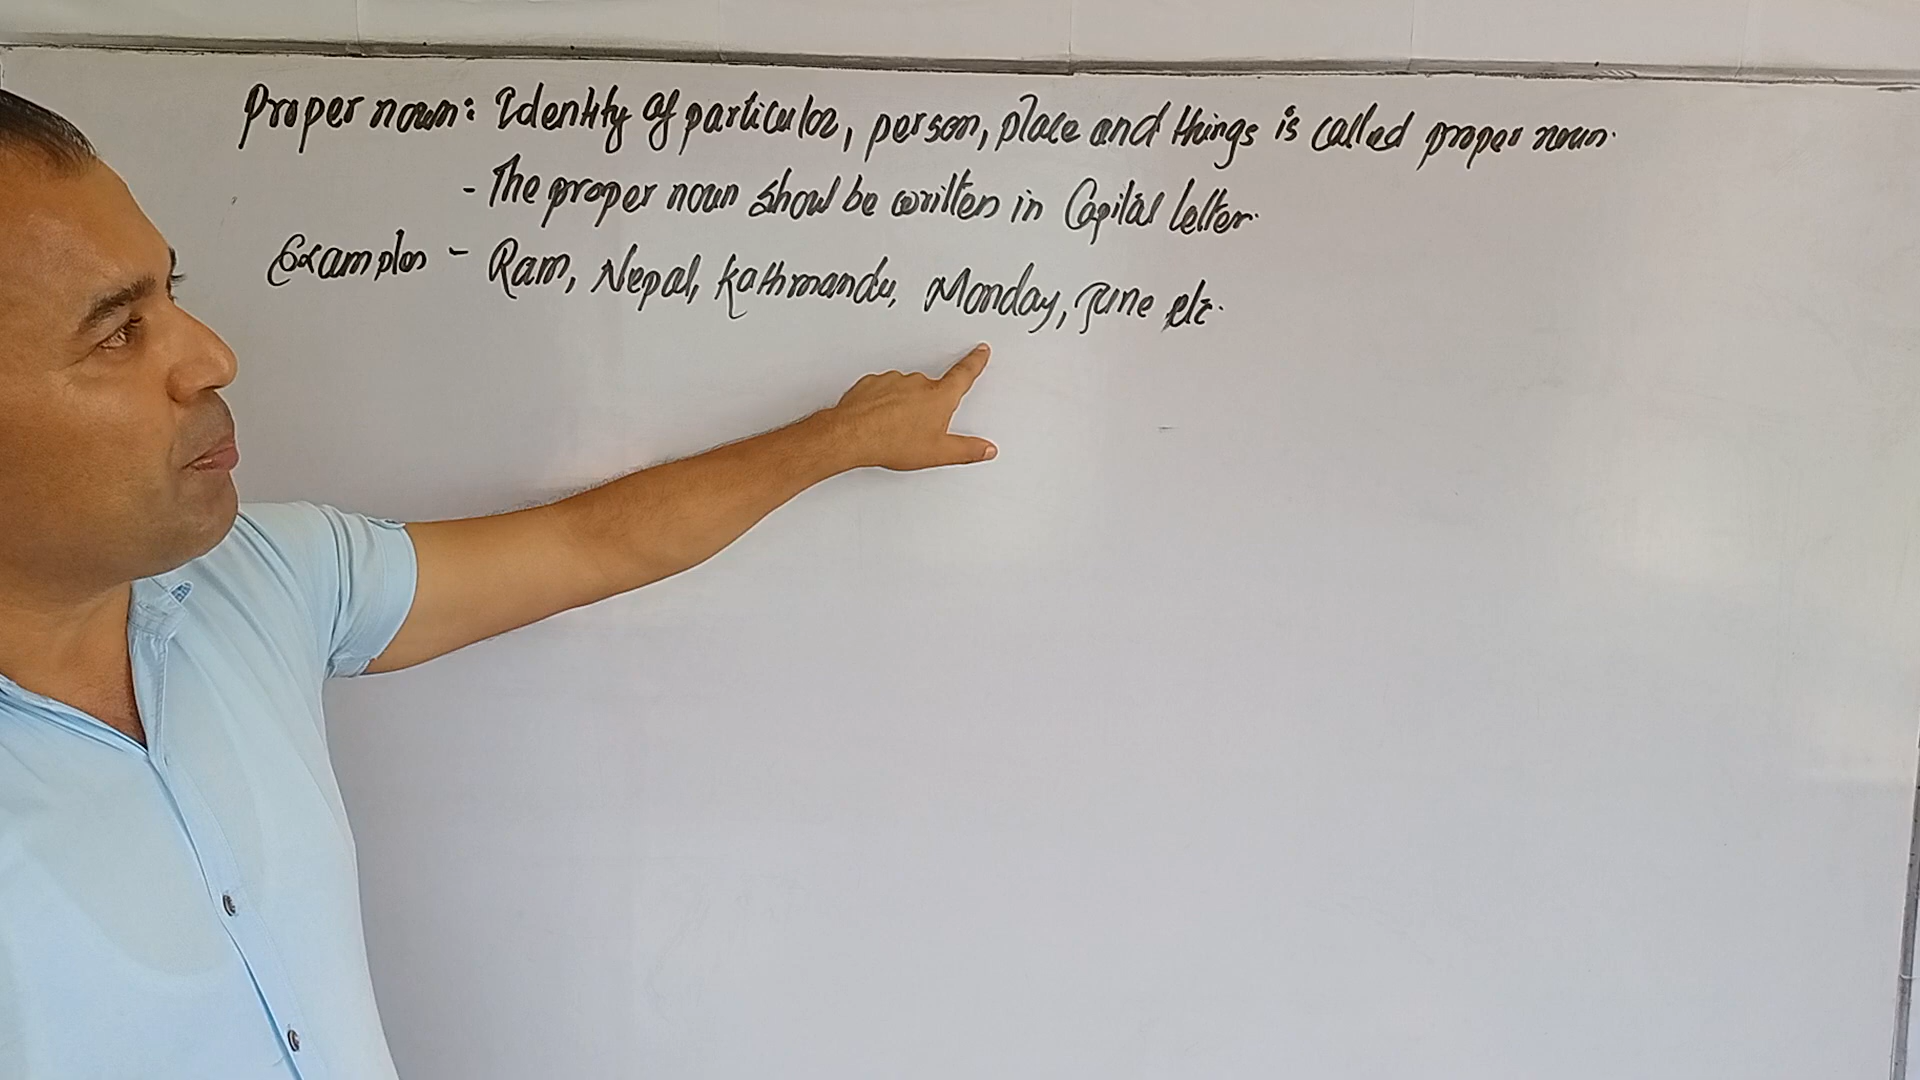 Proper noun: Identity of particular, person, place and things is called proper noun.
- The proper noun shoul be written in Capital letter.
Examples - Ram, Nepal, Kathmandu, Monday, June etc.